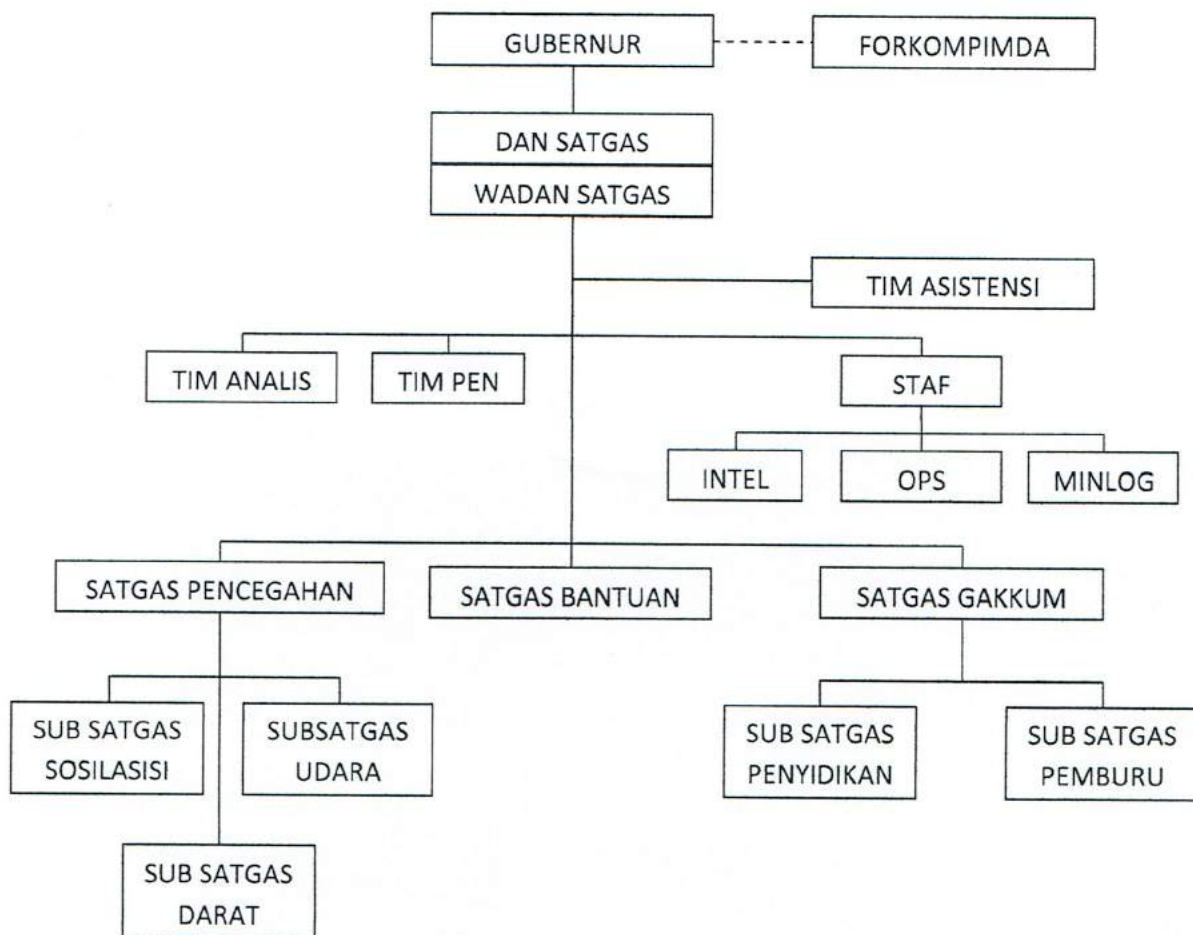 GUBERNUR
FORKOMPIMDA
DAN SATGAS
WADAN SATGAS
TIM ASISTENSI
TIM ANALIS
TIM PEN
STAF
INTEL
OPS
MINLOG
SATGAS PENCEGAHAN
SATGAS BANTUAN
SATGAS GAKKUM
SUB SATGAS
SOSILASISI
SUBSATGAS
UDARA
SUB SATGAS
PENYIDIKAN
SUB SATGAS
PEMBURU
SUB SATGAS
DARAT